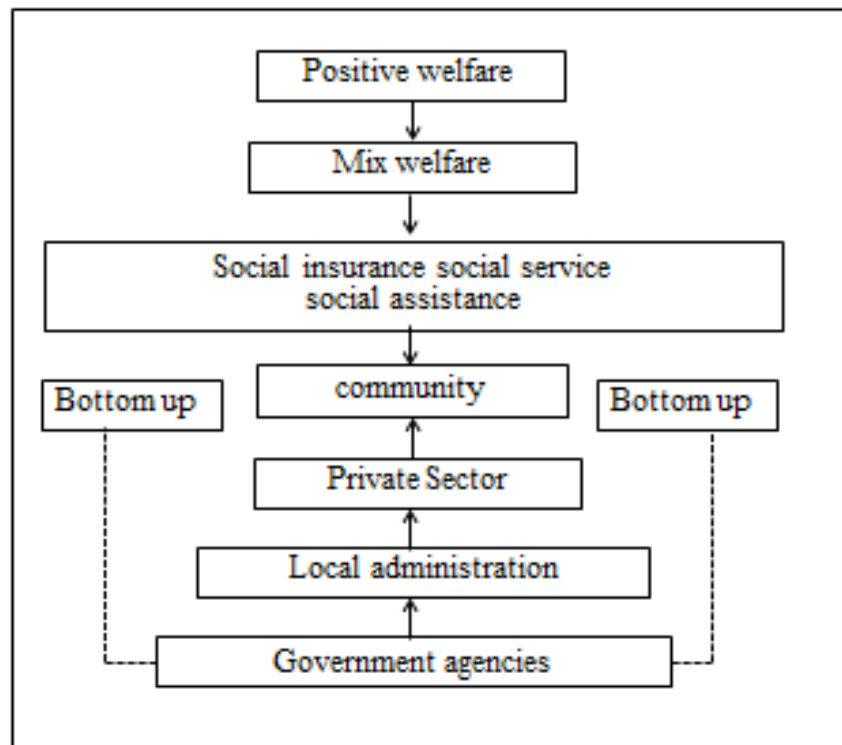 Positive welfare
Mix welfare
Social insurance social service
social assistance
community
Bottom up
Bottom up
Private Sector
Local administration
Government agencies